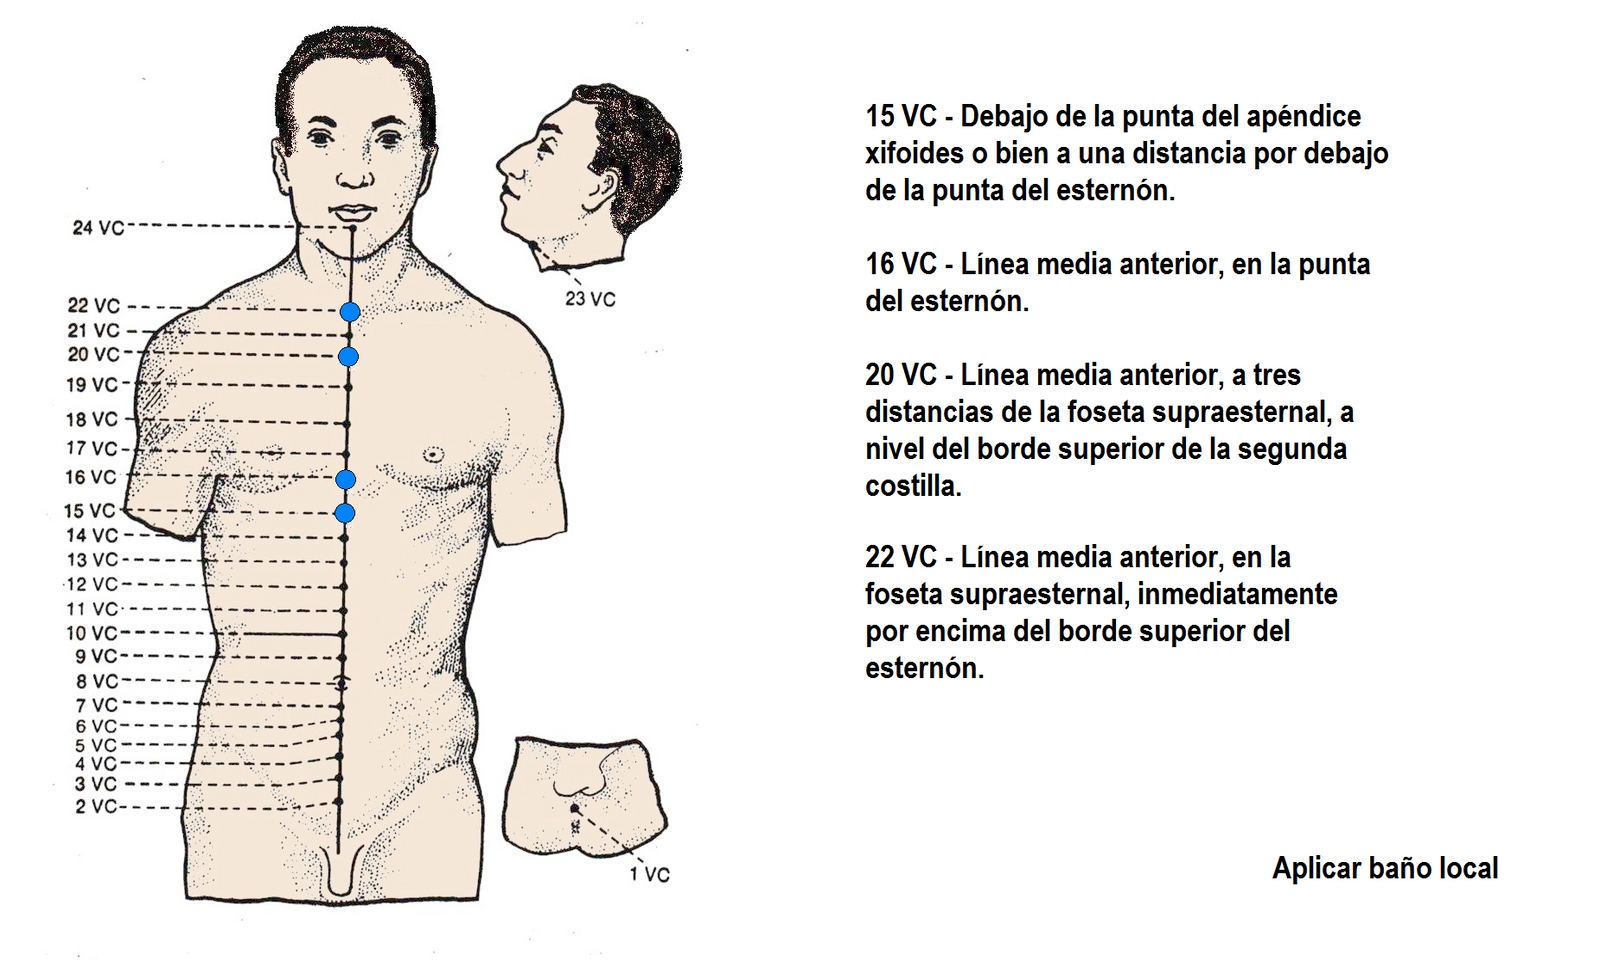 24 VC
22 VC
21 VC
20 VC
19 VC
18 VC
17 VC
16 VC
15 VC
14 VC
13 VC
12 VC
11 VC
10 VC
9 VC
8 VC
7 VC
6 VC
5 VC
4 VC
3 VC
2 VC
23 VC
1 VC
15 VC - Debajo de la punta del apéndice
xifoides o bien a una distancia por debajo
de la punta del esternón.
16 VC - Línea media anterior, en la punta
del esternón.
20 VC - Línea media anterior, a tres
distancias de la foseta supraesternal, a
nivel del borde superior de la segunda
costilla.
22 VC - Línea media anterior, en la
foseta supraesternal, inmediatamente
por encima del borde superior del
esternón.
Aplicar baño local